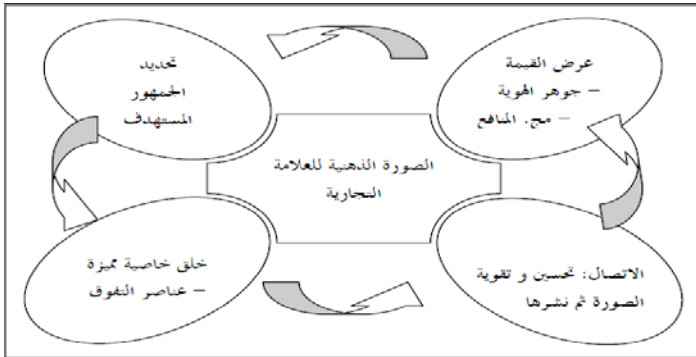 عرض القيمة
– جوهر الهوية
– مج. المنافع
تحديد
الجمهور
المستهدف
الصورة الذهنية للعلامة
التجارية
خلق خاصية مميزة
– عناصر التفوق
الاتصال: تحسين و تقوية
الصورة ثم نشرها